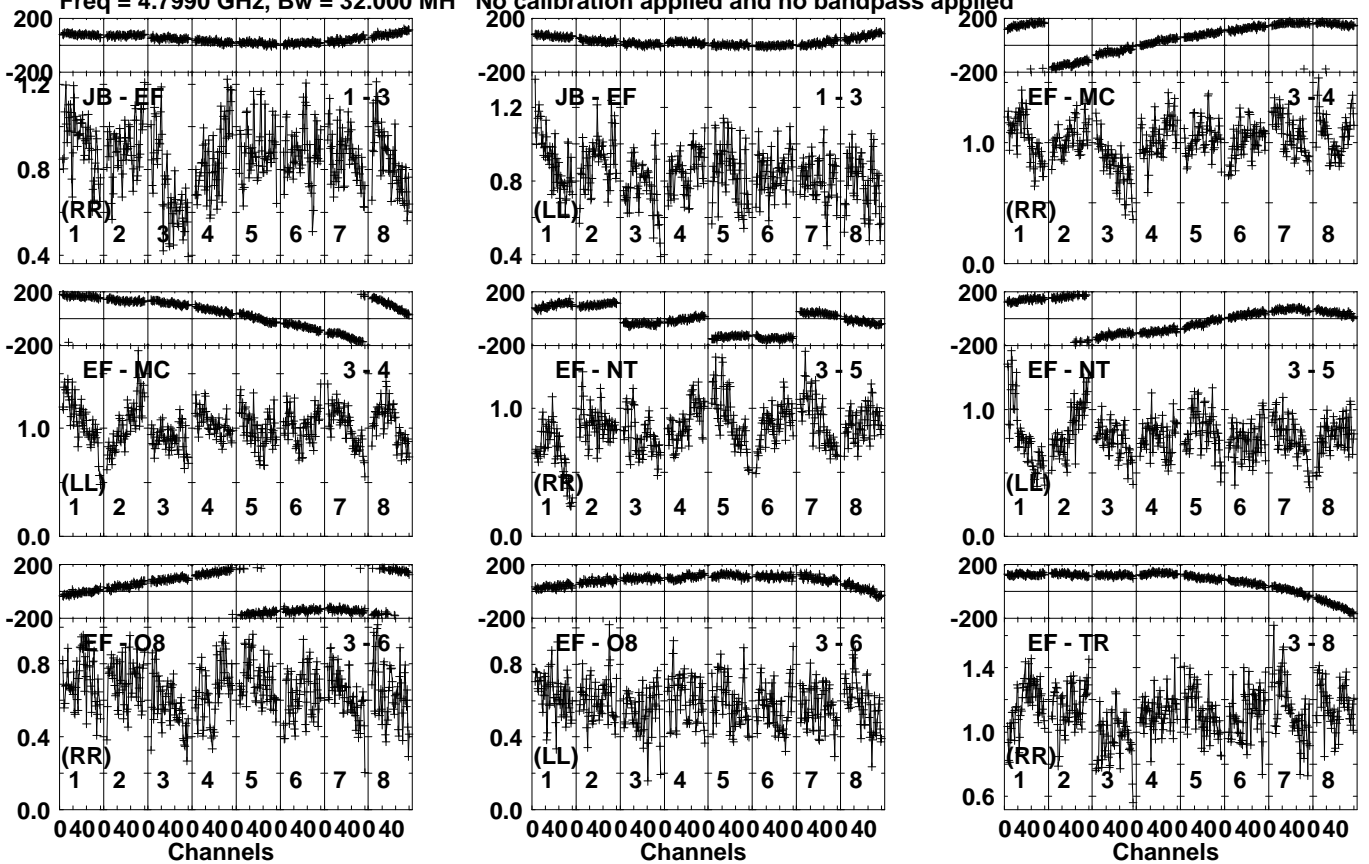 Freq = 4.7990 GHz, Bw = 32.000 MH No calibration applied and no bandpass applied
200
-200
1.2
JB - EF 1 - 3
0.8
(RR)
1 2 3 4 5 6 7 8
0.4
JB - EF 1 - 3
1.2
0.8
(LL)
1 2 3 4 5 6 7 8
0.4
200
-200
EF - MC 3 - 4
1.0
(RR)
1 2 3 4 5 6 7 8
0.0
200
-200
EF - MC 3 - 4
1.0
(LL)
1 2 3 4 5 6 7 8
0.0
EF - NT 3 - 5
1.0
(RR)
1 2 3 4 5 6 7 8
0.0
200
-200
EF - NT 3 - 5
1.0
(LL)
1 2 3 4 5 6 7 8
0.0
200
-200
EF - O8 3 - 6
0.8
0.4
(RR)
1 2 3 4 5 6 7 8
0.0
EF - O8 3 - 6
0.8
0.4
(LL)
1 2 3 4 5 6 7 8
0.0
200
-200
EF - TR 3 - 8
1.4
1.0
(RR)
1 2 3 4 5 6 7 8
0.6
0 40 0 40 0 40 0 40 0 40 0 40 0 40 0 40
Channels
0 40 0 40 0 40 0 40 0 40 0 40 0 40 0 40
Channels
0 40 0 40 0 40 0 40 0 40 0 40 0 40 0 40
Channels